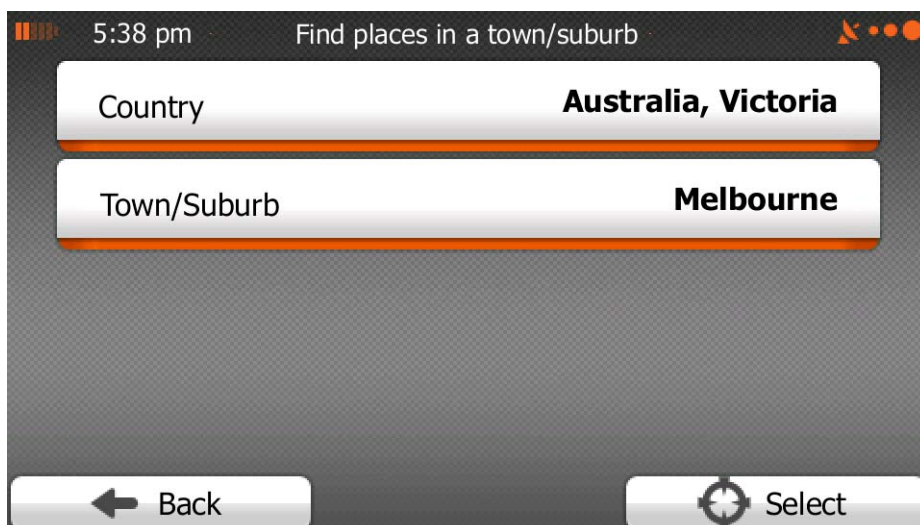 5:38 pm Find places in a town/suburb
Country Australia, Victoria
Town/Suburb Melbourne
Back Select